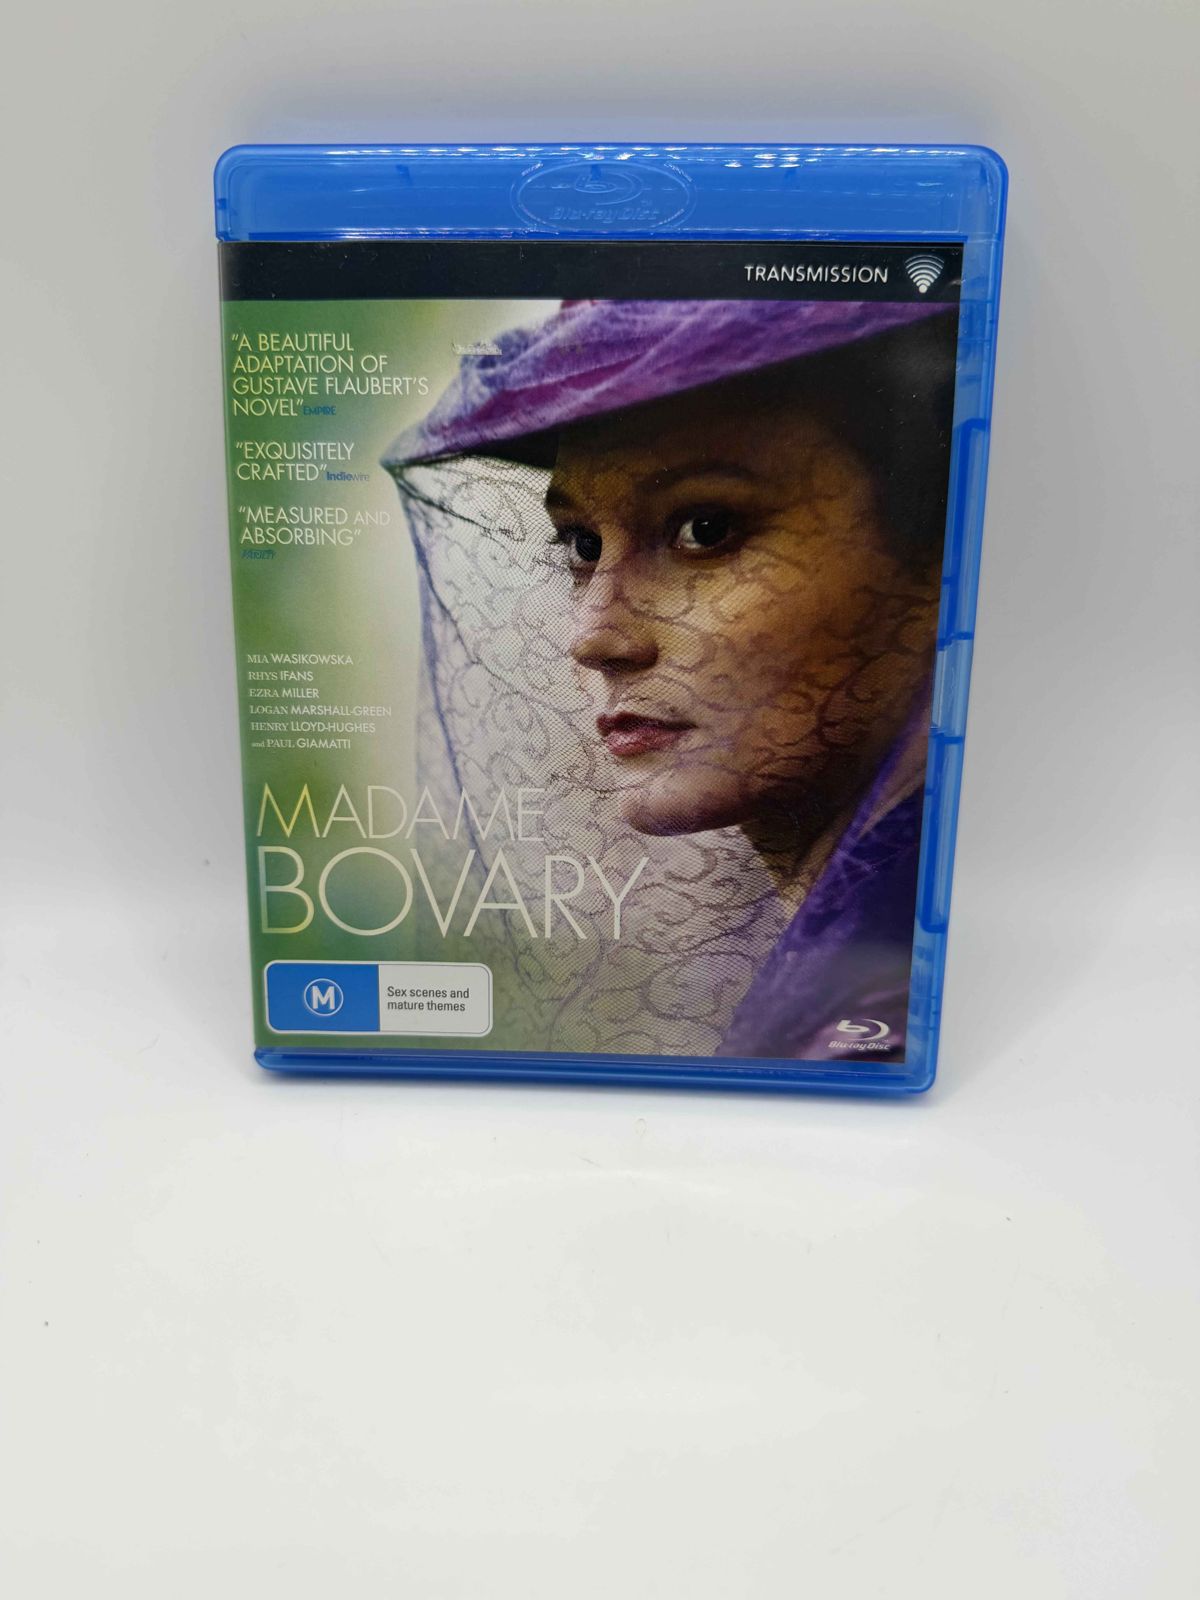 Blu-ray Disc
TRANSMISSION
"A BEAUTIFUL
ADAPTATION OF
GUSTAVE FLAUBERT'S
NOVEL" EMPIRE
"EXQUISITELY
CRAFTED" Indiewire
"MEASURED AND
ABSORBING"
VARIETY
MIA WASIKOWSKA
RHYS IFANS
EZRA MILLER
LOGAN MARSHALL-GREEN
HENRY LLOYD-HUGHES
and PAUL GIAMATTI
MADAME
BOVARY
M
Sex scenes and
mature themes
Blu-ray Disc